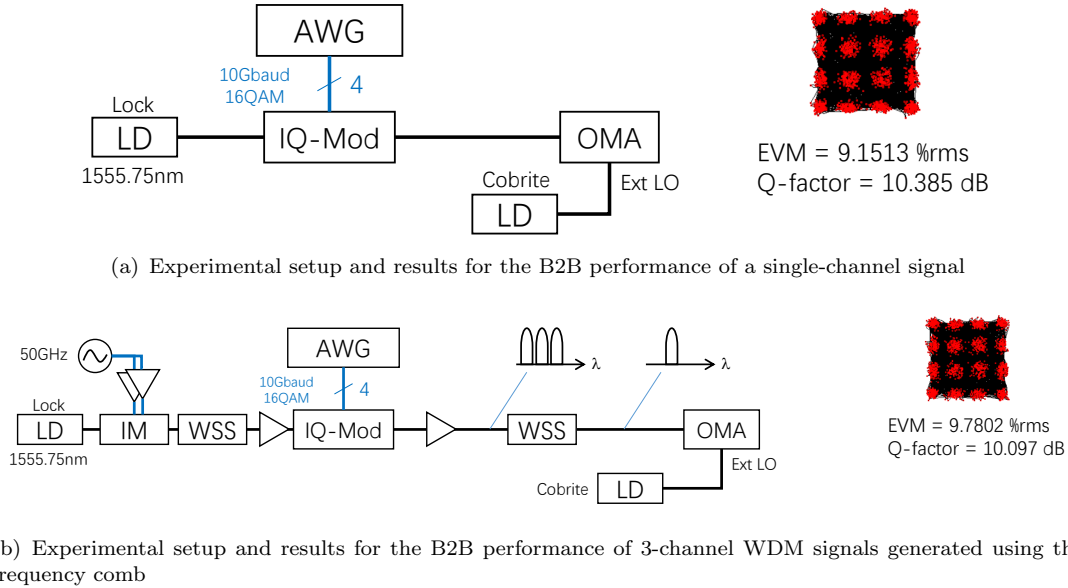 AWG
10Gbaud
16QAM
4
Lock
LD
IQ-Mod
OMA
1555.75nm
Cobrite
Ext LO
LD
EVM = 9.1513 %rms
Q-factor = 10.385 dB
(a) Experimental setup and results for the B2B performance of a single-channel signal
50GHz
AWG
λ
λ
10Gbaud
16QAM
4
Lock
LD
IM
WSS
IQ-Mod
WSS
OMA
1555.75nm
Ext LO
Cobrite
LD
EVM = 9.7802 %rms
Q-factor = 10.097 dB
b) Experimental setup and results for the B2B performance of 3-channel WDM signals generated using th
requency comb